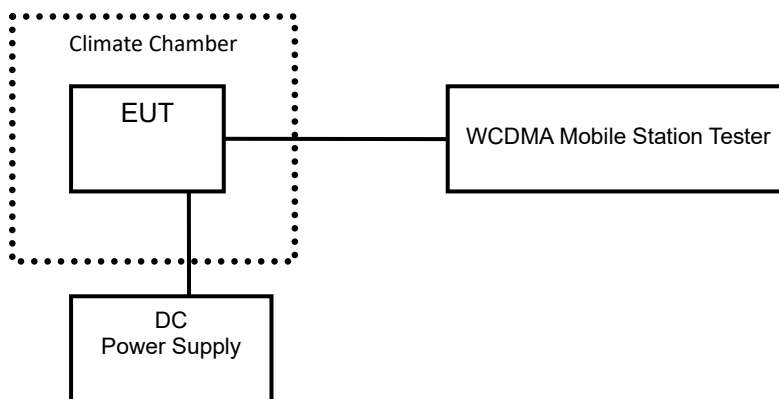 Climate Chamber
EUT
WCDMA Mobile Station Tester
DC
Power Supply